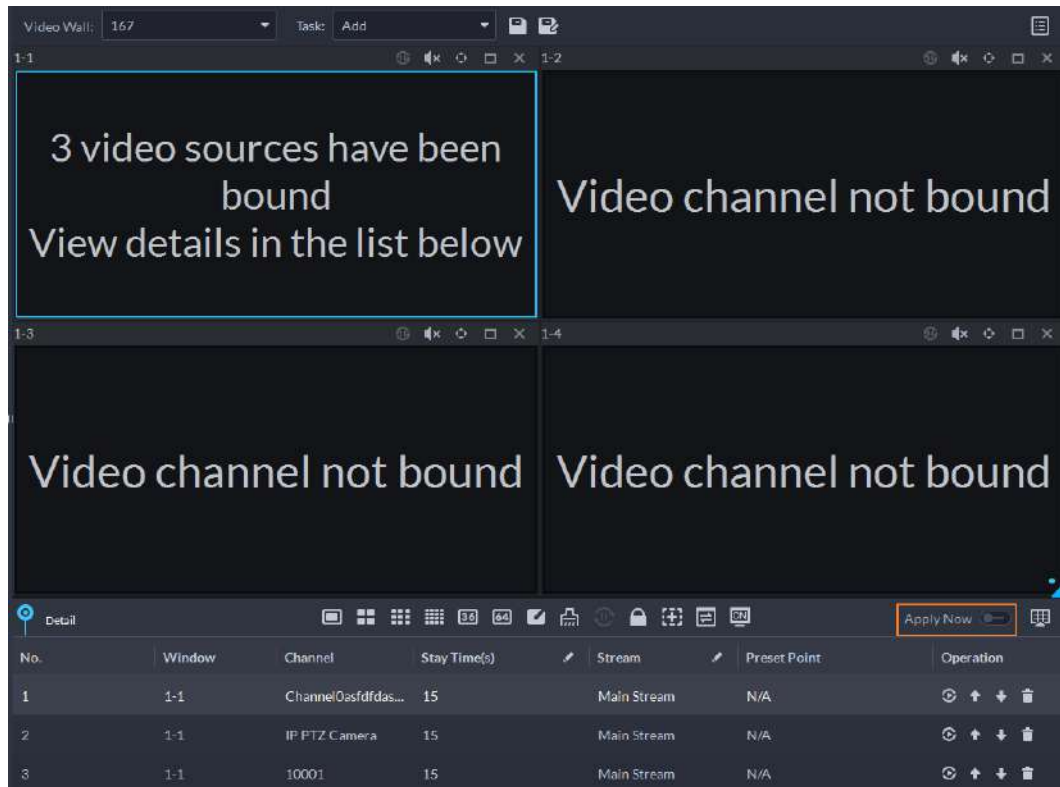 Video Wall: 167 Task: Add
1-1 1-2
3 video sources have been
bound
View details in the list below
Video channel not bound
1-3 1-4
Video channel not bound
Video channel not bound
Detail 36 64 ON Apply Now
No. Window Channel Stay Time(s) Stream Preset Point Operation
1 1-1 Channel0asfdfdas... 15 Main Stream N/A
2 1-1 IP PTZ Camera 15 Main Stream N/A
3 1-1 10001 15 Main Stream N/A